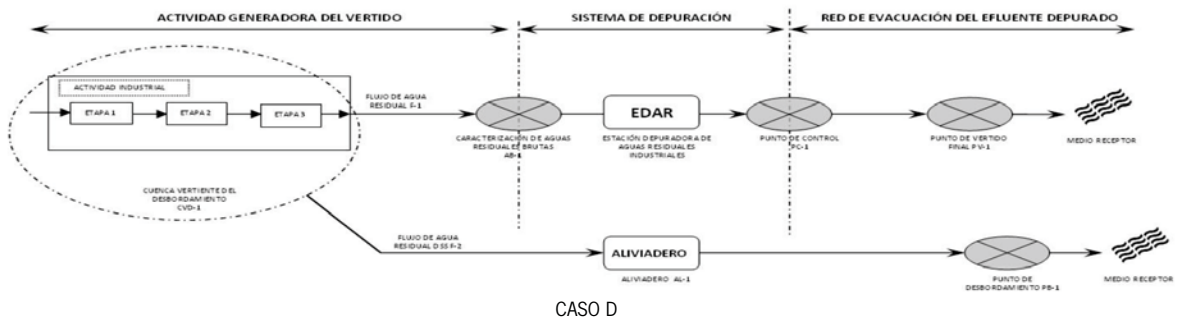 ACTIVIDAD GENERADORA DEL VERTIDO
SISTEMA DE DEPURACIÓN
RED DE EVACUACIÓN DEL EFLUENTE DEPURADO
ACTIVIDAD INDUSTRIAL
ETAPA 1
ETAPA 2
ETAPA 3
FLUJO DE AGUA
RESIDUAL F-1
CARACTERIZACIÓN DE AGUAS
RESIDUALES BRUTAS
AB-1
EDAR
ESTACIÓN DEPURADORA DE
AGUAS RESIDUALES
INDUSTRIALES
PUNTO DE CONTROL
PC-1
PUNTO DE VERTIDO
FINAL PV-1
MEDIO RECEPTOR
CUENCA VERTIENTE DEL
DESBORDAMIENTO
CVD-1
FLUJO DE AGUA
RESIDUAL DSS F-2
ALIVIADERO
ALIVIADERO AL-1
PUNTO DE
DESBORDAMIENTO PB-1
MEDIO RECEPTOR
CASO D